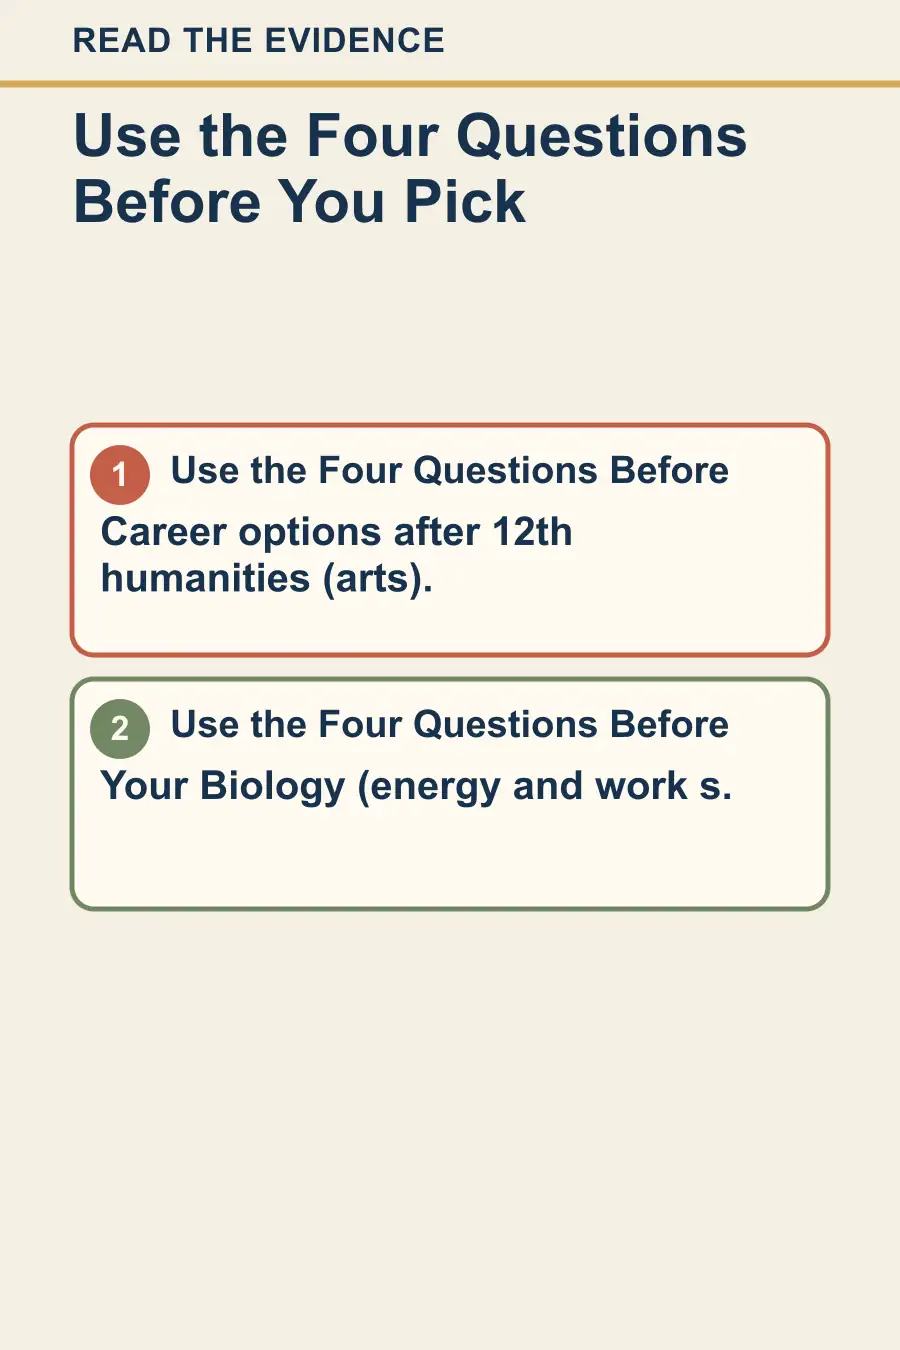 READ THE EVIDENCE
Use the Four Questions
Before You Pick
1 Use the Four Questions Before
Career options after 12th
humanities (arts).
2 Use the Four Questions Before
Your Biology (energy and work s.